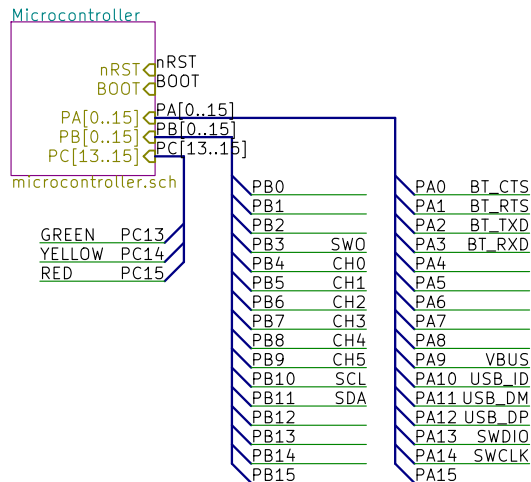 Microcontroller
nRST nRST
BOOT BOOT
PA[0..15] PA[0..15]
PB[0..15] PB[0..15]
PC[13..15] PC[13..15]
microcontroller.sch
GREEN PC13
YELLOW PC14
RED PC15
PB0
PB1
PB2
PB3 SWO
PB4 CH0
PB5 CH1
PB6 CH2
PB7 CH3
PB8 CH4
PB9 CH5
PB10 SCL
PB11 SDA
PB12
PB13
PB14
PB15
PA0 BT_CTS
PA1 BT_RTS
PA2 BT_TXD
PA3 BT_RXD
PA4
PA5
PA6
PA7
PA8
PA9 VBUS
PA10 USB_ID
PA11 USB_DM
PA12 USB_DP
PA13 SWDIO
PA14 SWCLK
PA15